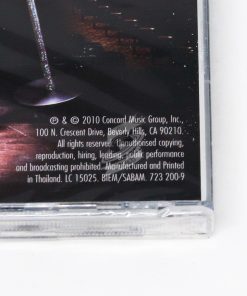 ℗ & © 2010 Concord Music Group, Inc.,
100 N. Crescent Drive, Beverly Hills, CA 90210.
All rights reserved. Unauthorised copying,
reproduction, hiring, lending, public performance
and broadcasting prohibited. Manufactured and Printed
in Thailand. LC 15025. BIEM/SABAM. 723 200-9